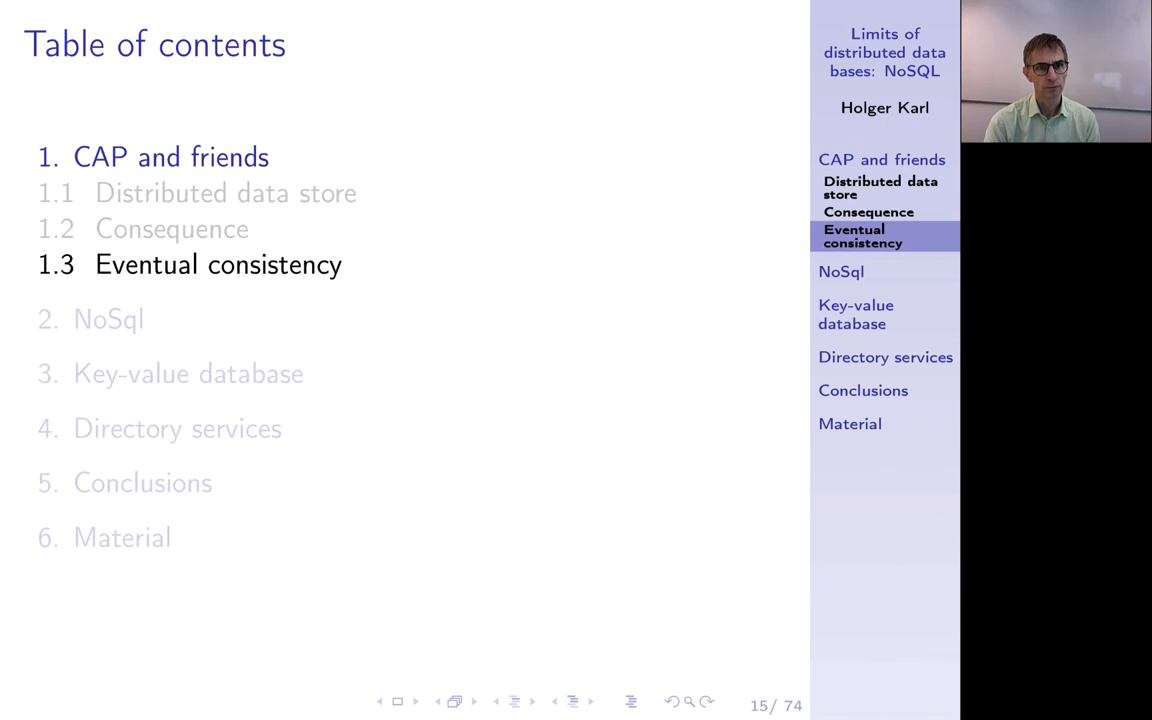 Table of contents
1. CAP and friends
1.1 Distributed data store
1.2 Consequence
1.3 Eventual consistency
2. NoSql
3. Key-value database
4. Directory services
5. Conclusions
6. Material
15/ 74
Limits of
distributed data
bases: NoSQL
Holger Karl
CAP and friends
Distributed data
store
Consequence
Eventual
consistency
NoSql
Key-value
database
Directory services
Conclusions
Material